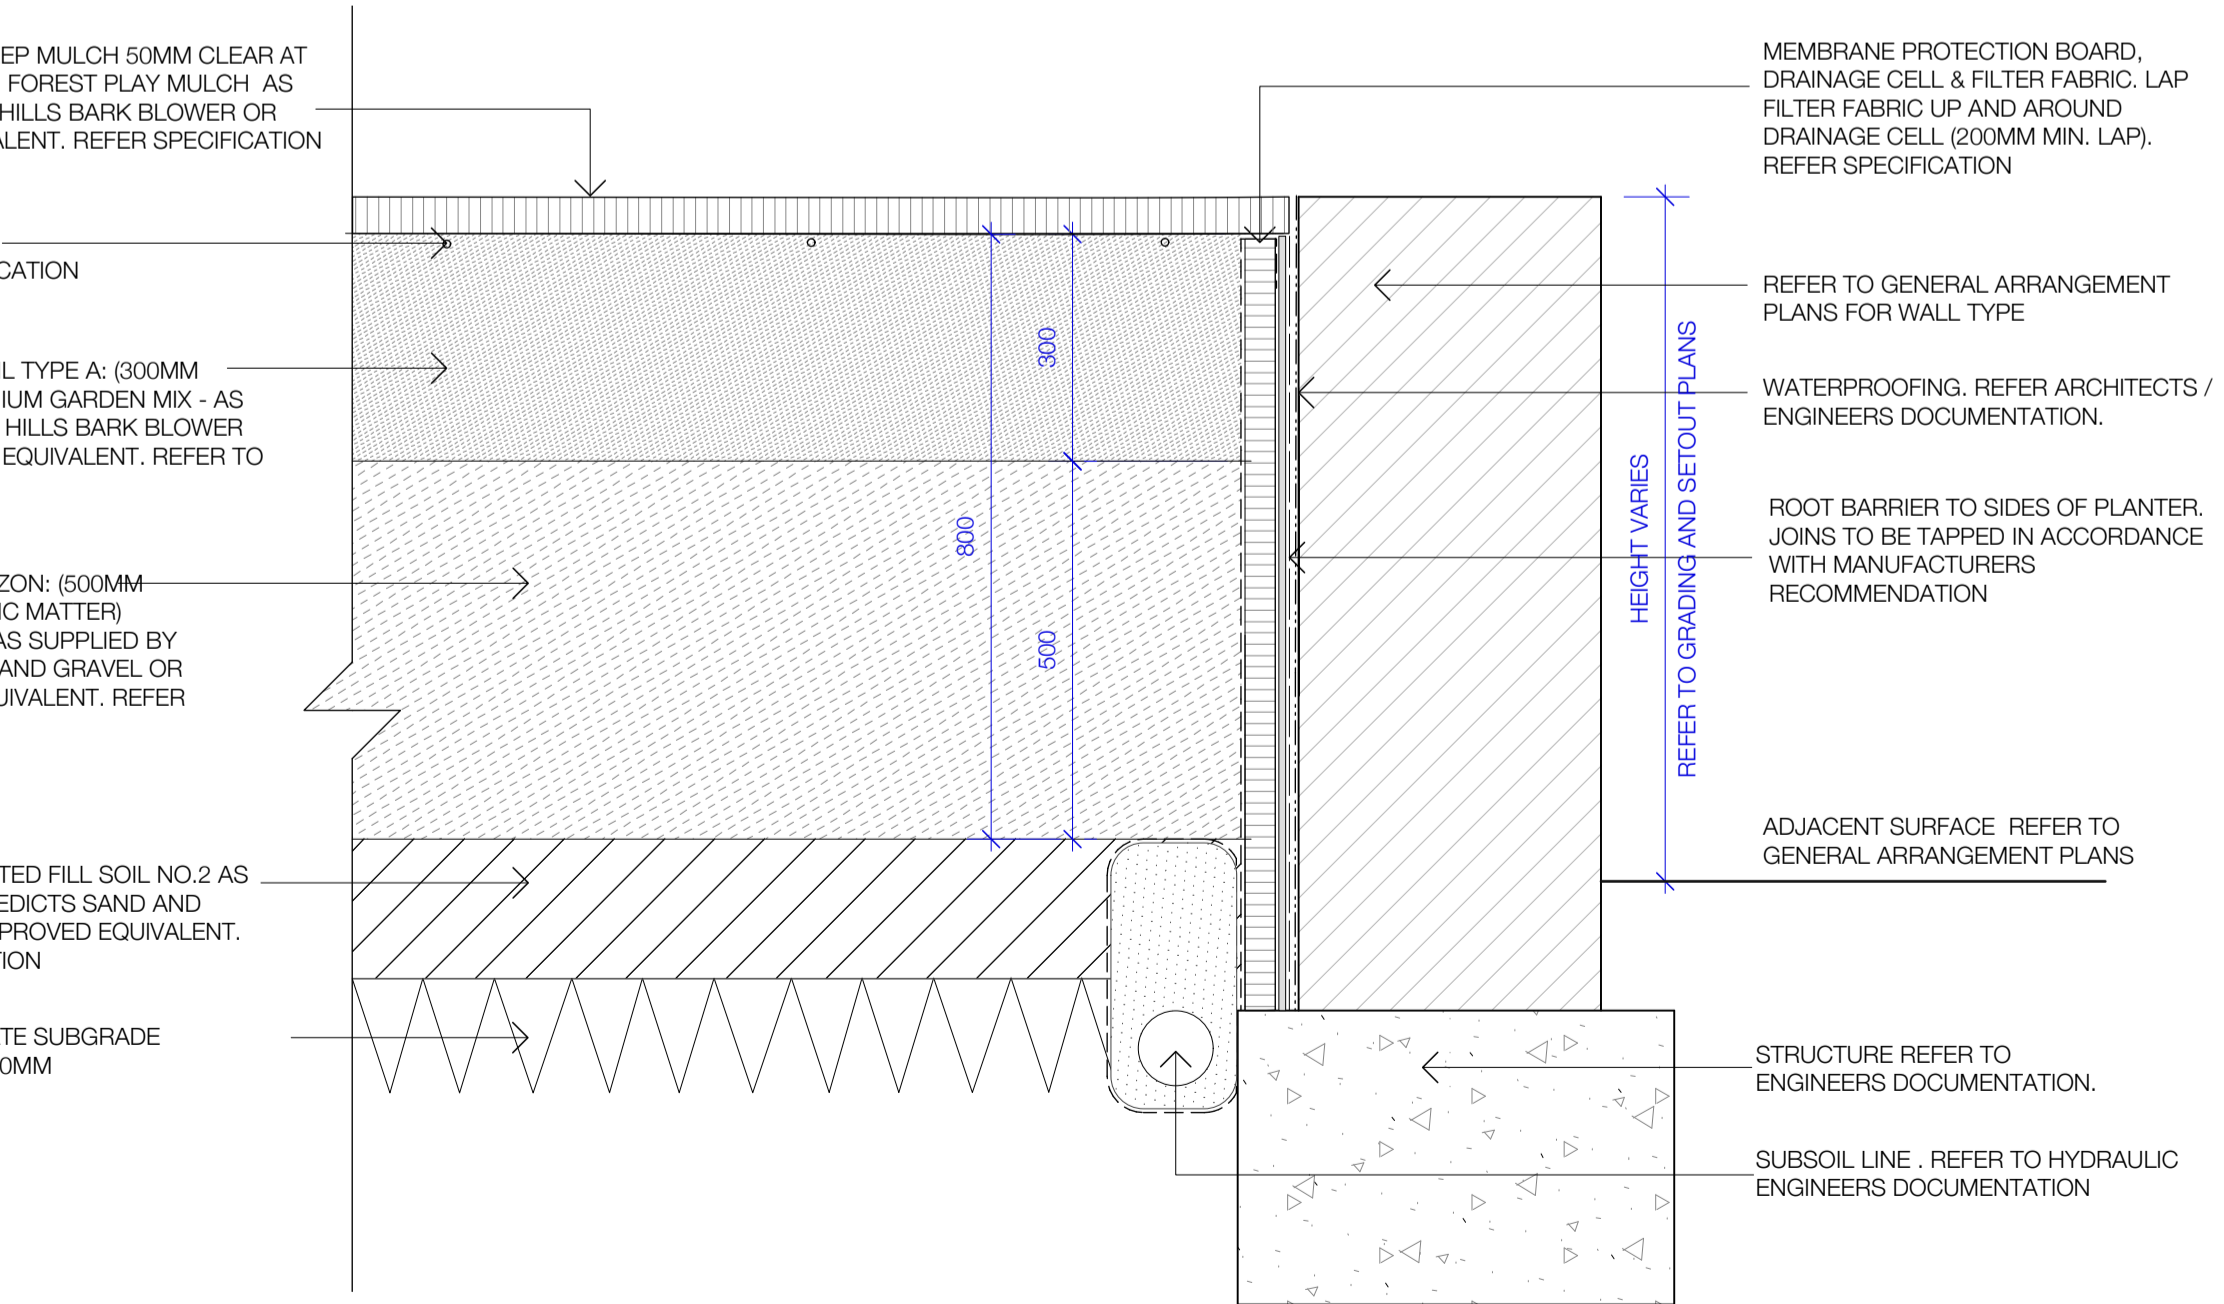 EP MULCH 50MM CLEAR AT
FOREST PLAY MULCH AS
HILLS BARK BLOWER OR
ALENT. REFER SPECIFICATION
CATION
L TYPE A: (300MM
IUM GARDEN MIX - AS
HILLS BARK BLOWER
EQUIVALENT. REFER TO
ZON: (500MM
IC MATTER)
AS SUPPLIED BY
AND GRAVEL OR
UIVALENT. REFER
TED FILL SOIL NO.2 AS
EDICTS SAND AND
PROVED EQUIVALENT.
TION
TE SUBGRADE
0MM
300
800
500
HEIGHT VARIES
REFER TO GRADING AND SETOUT PLANS
MEMBRANE PROTECTION BOARD,
DRAINAGE CELL & FILTER FABRIC. LAP
FILTER FABRIC UP AND AROUND
DRAINAGE CELL (200MM MIN. LAP).
REFER SPECIFICATION
REFER TO GENERAL ARRANGEMENT
PLANS FOR WALL TYPE
WATERPROOFING. REFER ARCHITECTS /
ENGINEERS DOCUMENTATION.
ROOT BARRIER TO SIDES OF PLANTER.
JOINS TO BE TAPPED IN ACCORDANCE
WITH MANUFACTURERS
RECOMMENDATION
ADJACENT SURFACE REFER TO
GENERAL ARRANGEMENT PLANS
STRUCTURE REFER TO
ENGINEERS DOCUMENTATION.
SUBSOIL LINE . REFER TO HYDRAULIC
ENGINEERS DOCUMENTATION